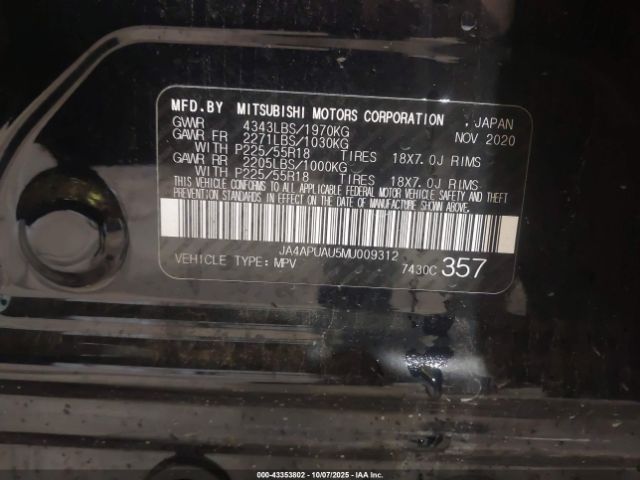 MFD.BY MITSUBISHI MOTORS CORPORATION , JAPAN
GVWR 4343LBS/1970KG NOV 2020
GAWR FR 2271LBS/1030KG
WITH P225/55R18 TIRES 18X7.0J RIMS
GAWR RR 2205LBS/1000KG
WITH P225/55R18 TIRES 18X7.0J RIMS
THIS VEHICLE CONFORMS TO ALL APPLICABLE FEDERAL MOTOR VEHICLE SAFETY AND THEFT
PREVENTION STANDARDS IN EFFECT ON THE DATE OF MANUFACTURE SHOWN ABOVE.
JA4APUAU5MU009312
VEHICLE TYPE: MPV 7430C 357
000-43353802 - 10/07/2025 - IAA Inc.